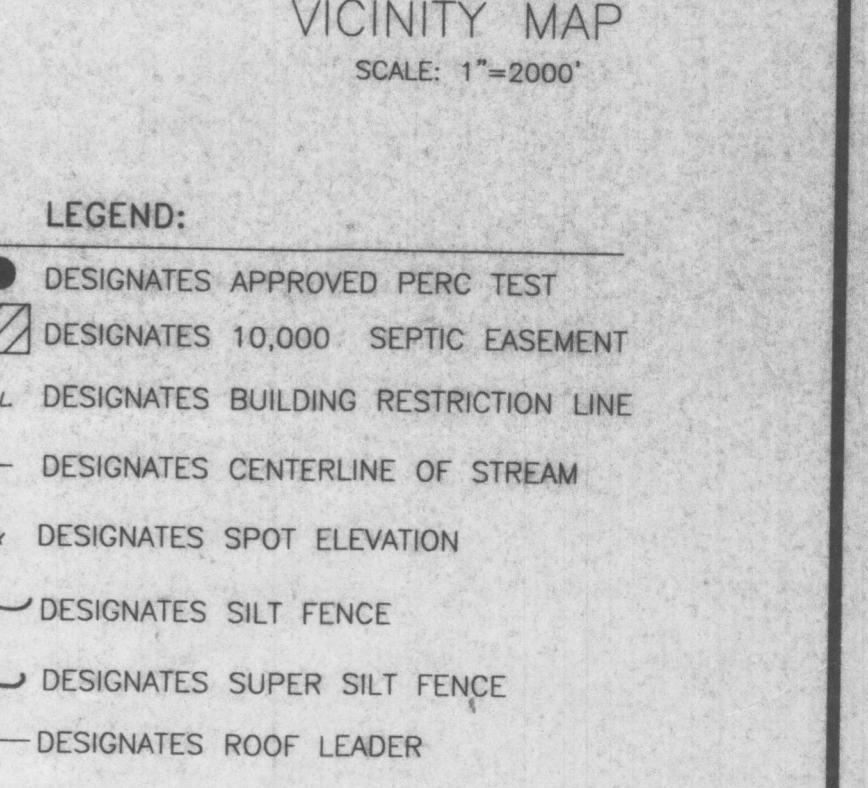 VICINITY MAP
SCALE: 1"=2000'
LEGEND:
DESIGNATES APPROVED PERC TEST
DESIGNATES 10,000 SEPTIC EASEMENT
L DESIGNATES BUILDING RESTRICTION LINE
DESIGNATES CENTERLINE OF STREAM
DESIGNATES SPOT ELEVATION
DESIGNATES SILT FENCE
DESIGNATES SUPER SILT FENCE
DESIGNATES ROOF LEADER